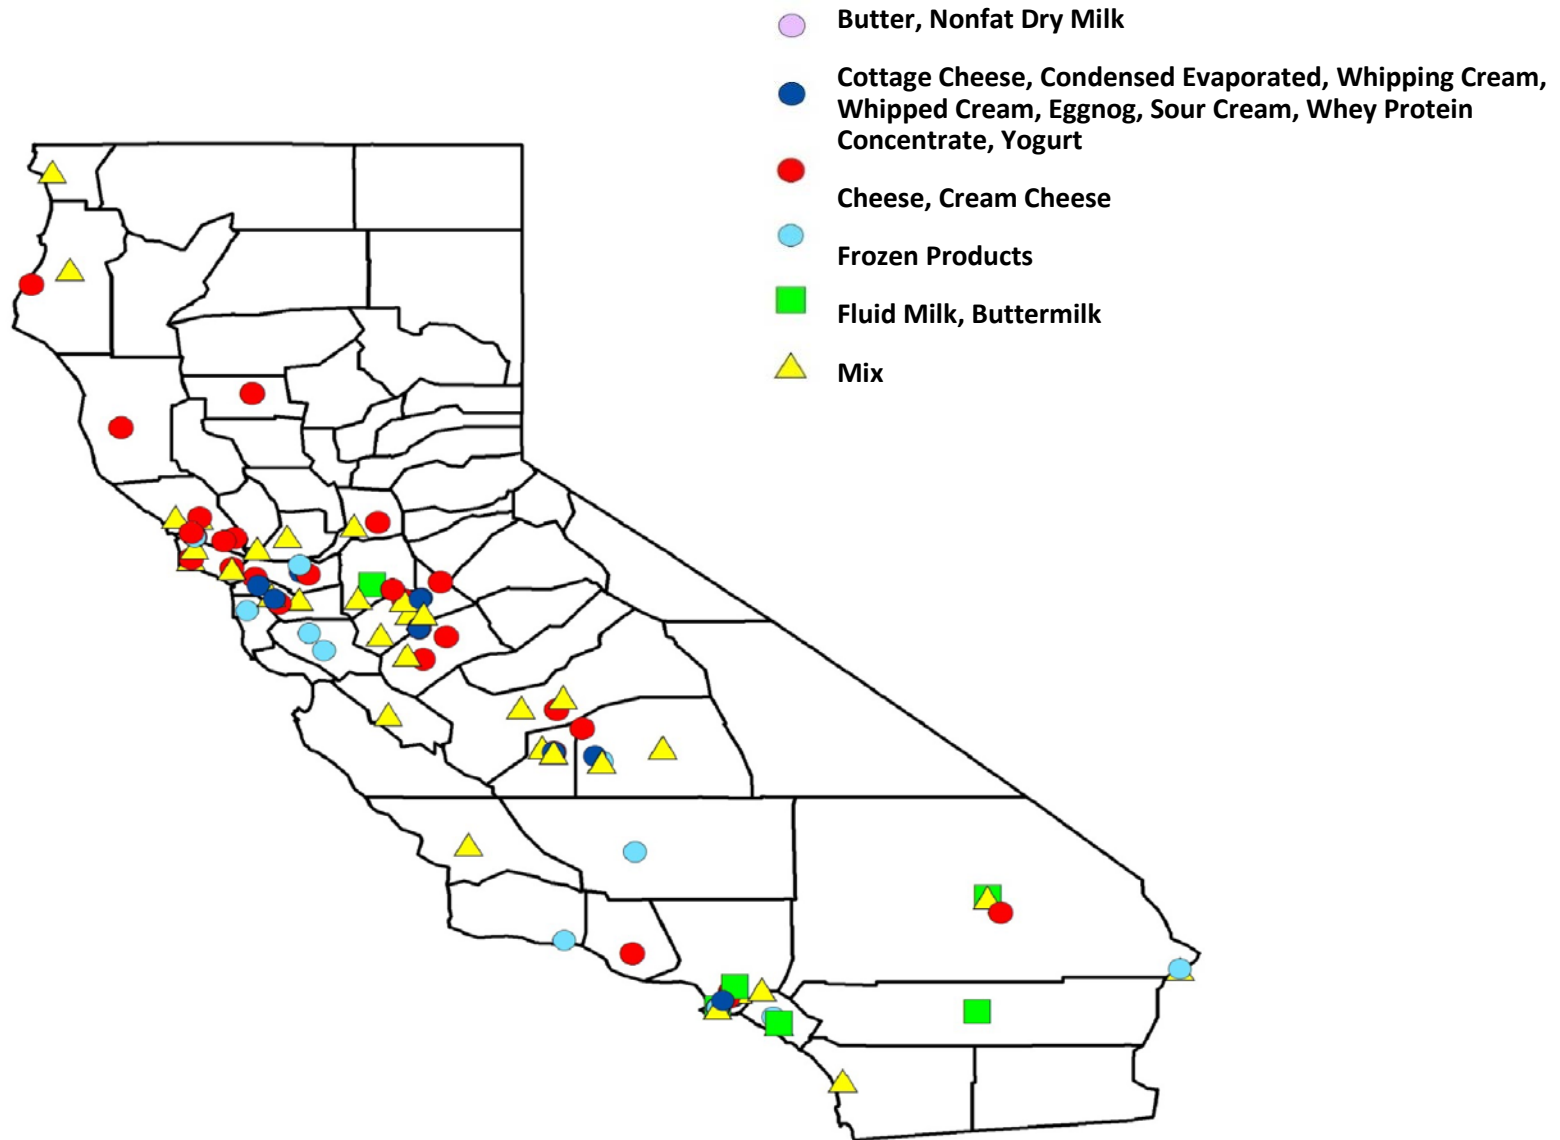 Butter, Nonfat Dry Milk
Cottage Cheese, Condensed Evaporated, Whipping Cream,
Whipped Cream, Eggnog, Sour Cream, Whey Protein
Concentrate, Yogurt
Cheese, Cream Cheese
Frozen Products
Fluid Milk, Buttermilk
Mix